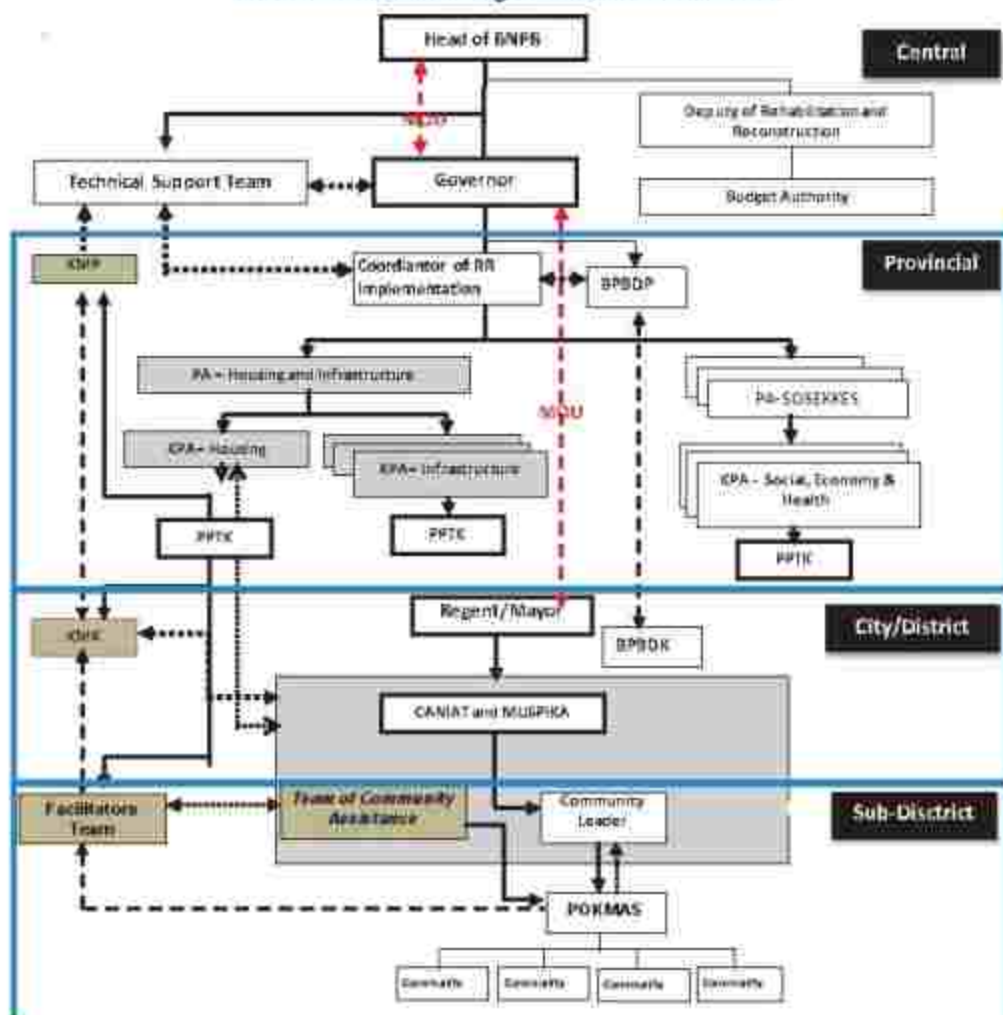 Head of BNPB
Central
Deputy of Rehabilitation and
Reconstruction
Technical Support Team
Governor
Budget Authority
Provincial
Coordiantor of RR
Implementation
BPBDP
PA – Housing and Infrastructure
PA- SOSEKKES
MOU
KPA– Housing
KPA– Infrastructure
KPA – Social, Economy &
Health
PPTK
PPTK
PPTK
Regent/Mayor
City/District
BPBDK
CAMAT and MUSPIKA
Facilitators
Team
Team of Community
Assistance
Community
Leader
Sub-Disctrict
POKMAS